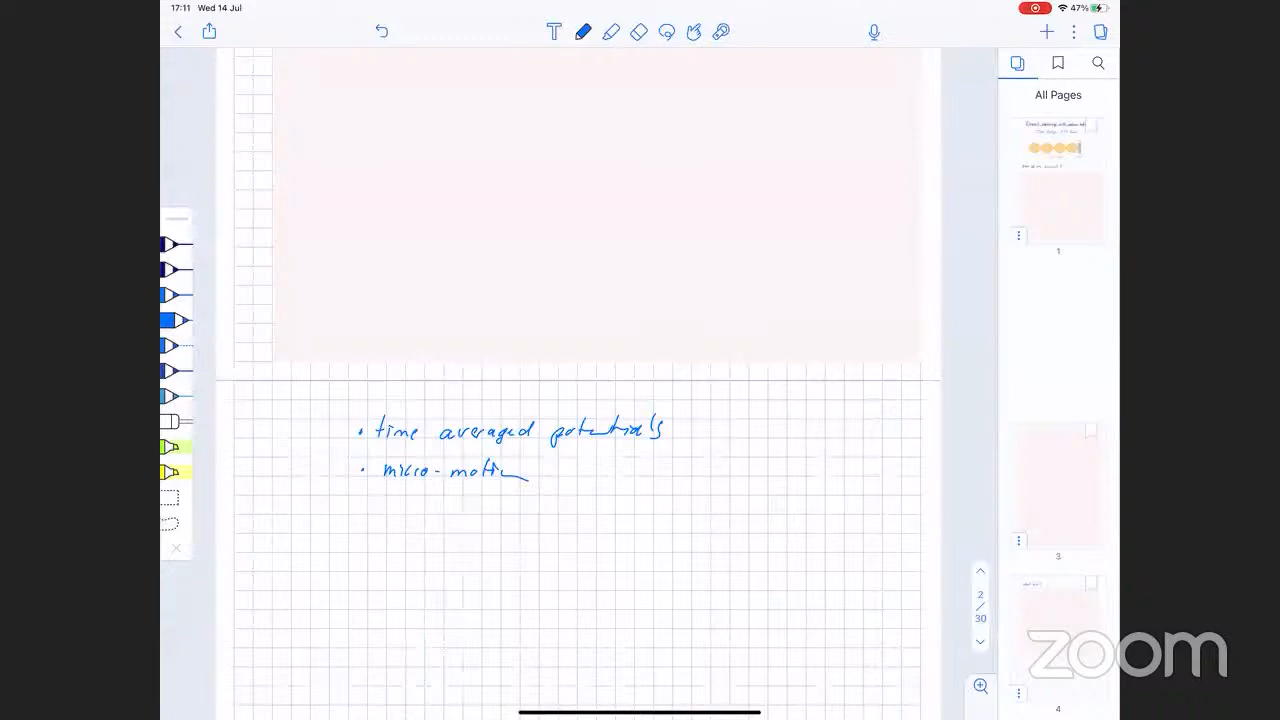 17:11 Wed 14 Jul
47%
All Pages
1
• time averaged potentials
• micro-motion
3
2
/
30
zoom
4